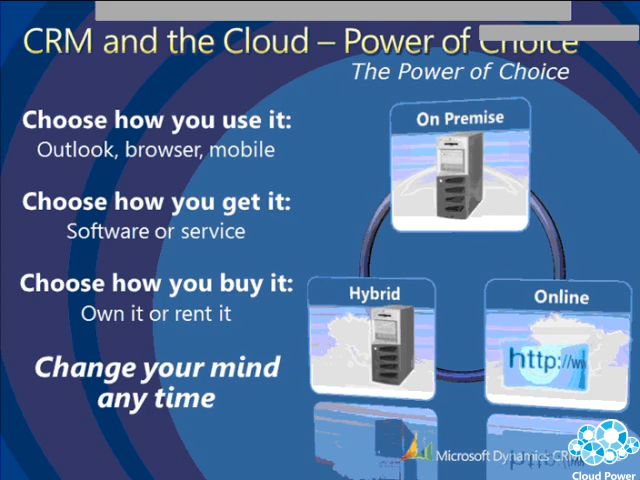 CRM and the Cloud – Power of Choice
The Power of Choice
Choose how you use it:
Outlook, browser, mobile
Choose how you get it:
Software or service
Choose how you buy it:
Own it or rent it
Change your mind
any time
On Premise
Hybrid
Online
http://ww
Microsoft Dynamics CRM
Cloud Power